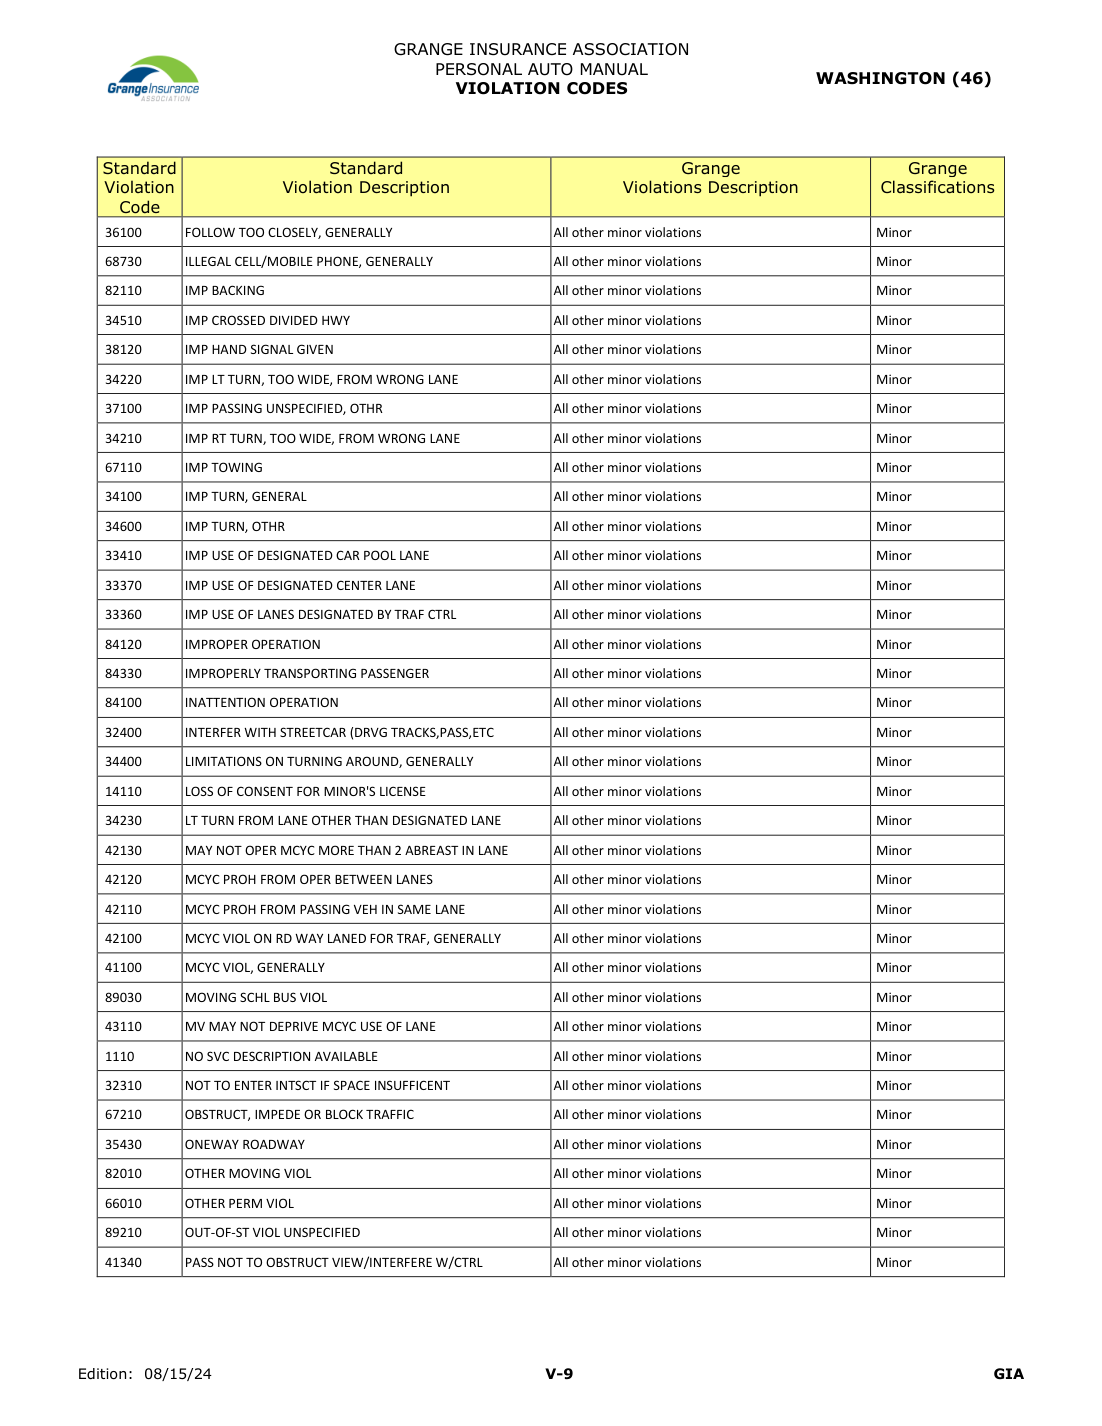 GRANGE INSURANCE ASSOCIATION
PERSONAL AUTO MANUAL
VIOLATION CODES
WASHINGTON (46)
GrangeInsurance
ASSOCIATION
Standard Violation Code Standard Violation Description Grange Violations Description Grange Classifications
36100 FOLLOW TOO CLOSELY, GENERALLY All other minor violations Minor
68730 ILLEGAL CELL/MOBILE PHONE, GENERALLY All other minor violations Minor
82110 IMP BACKING All other minor violations Minor
34510 IMP CROSSED DIVIDED HWY All other minor violations Minor
38120 IMP HAND SIGNAL GIVEN All other minor violations Minor
34220 IMP LT TURN, TOO WIDE, FROM WRONG LANE All other minor violations Minor
37100 IMP PASSING UNSPECIFIED, OTHR All other minor violations Minor
34210 IMP RT TURN, TOO WIDE, FROM WRONG LANE All other minor violations Minor
67110 IMP TOWING All other minor violations Minor
34100 IMP TURN, GENERAL All other minor violations Minor
34600 IMP TURN, OTHR All other minor violations Minor
33410 IMP USE OF DESIGNATED CAR POOL LANE All other minor violations Minor
33370 IMP USE OF DESIGNATED CENTER LANE All other minor violations Minor
33360 IMP USE OF LANES DESIGNATED BY TRAF CTRL All other minor violations Minor
84120 IMPROPER OPERATION All other minor violations Minor
84330 IMPROPERLY TRANSPORTING PASSENGER All other minor violations Minor
84100 INATTENTION OPERATION All other minor violations Minor
32400 INTERFER WITH STREETCAR (DRVG TRACKS,PASS,ETC All other minor violations Minor
34400 LIMITATIONS ON TURNING AROUND, GENERALLY All other minor violations Minor
14110 LOSS OF CONSENT FOR MINOR'S LICENSE All other minor violations Minor
34230 LT TURN FROM LANE OTHER THAN DESIGNATED LANE All other minor violations Minor
42130 MAY NOT OPER MCYC MORE THAN 2 ABREAST IN LANE All other minor violations Minor
42120 MCYC PROH FROM OPER BETWEEN LANES All other minor violations Minor
42110 MCYC PROH FROM PASSING VEH IN SAME LANE All other minor violations Minor
42100 MCYC VIOL ON RD WAY LANED FOR TRAF, GENERALLY All other minor violations Minor
41100 MCYC VIOL, GENERALLY All other minor violations Minor
89030 MOVING SCHL BUS VIOL All other minor violations Minor
43110 MV MAY NOT DEPRIVE MCYC USE OF LANE All other minor violations Minor
1110 NO SVC DESCRIPTION AVAILABLE All other minor violations Minor
32310 NOT TO ENTER INTSCT IF SPACE INSUFFICENT All other minor violations Minor
67210 OBSTRUCT, IMPEDE OR BLOCK TRAFFIC All other minor violations Minor
35430 ONEWAY ROADWAY All other minor violations Minor
82010 OTHER MOVING VIOL All other minor violations Minor
66010 OTHER PERM VIOL All other minor violations Minor
89210 OUT-OF-ST VIOL UNSPECIFIED All other minor violations Minor
41340 PASS NOT TO OBSTRUCT VIEW/INTERFERE W/CTRL All other minor violations Minor
Edition: 08/15/24 V-9 GIA